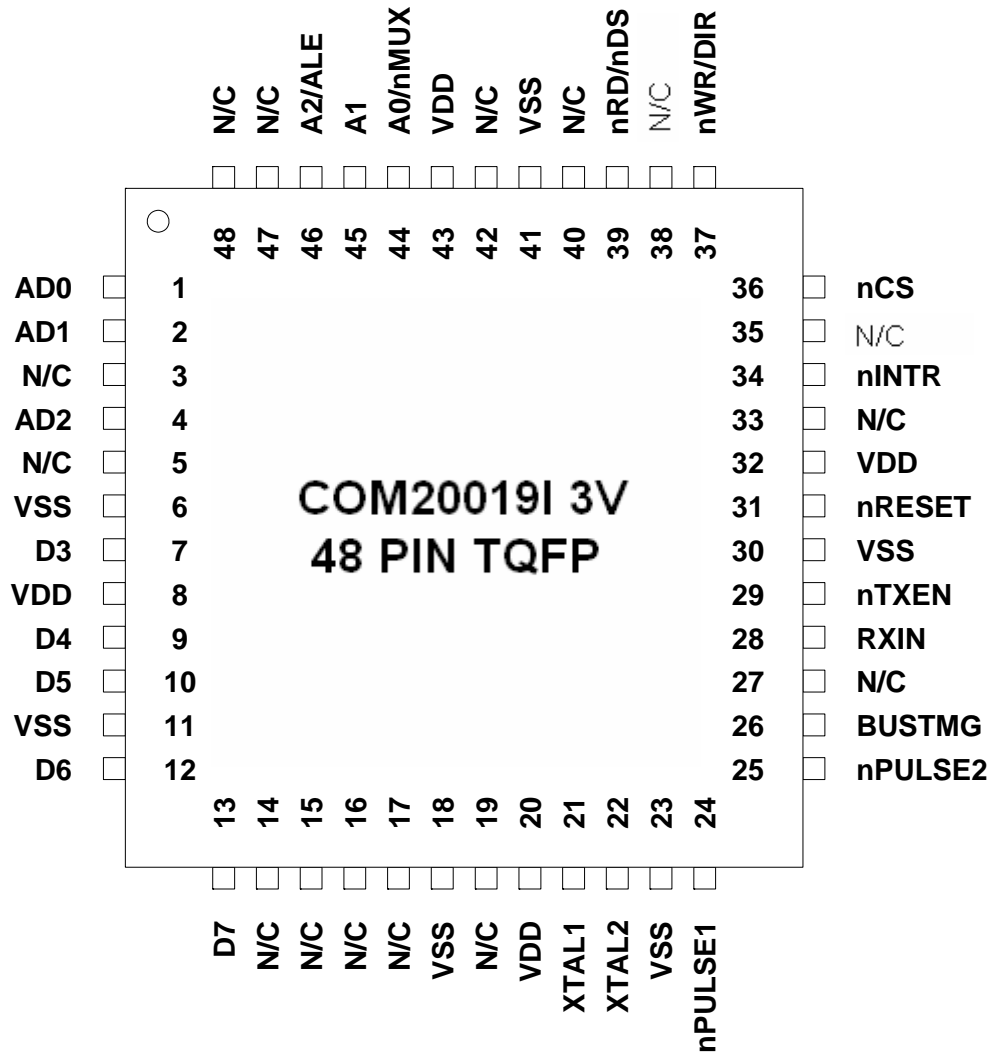 N/C
N/C
A2/ALE
A1
A0/nMUX
VDD
N/C
VSS
N/C
nRD/nDS
N/C
nWR/DIR
48
47
46
45
44
43
42
41
40
39
38
37
AD0 1
AD1 2
N/C 3
AD2 4
N/C 5
VSS 6
D3 7
VDD 8
D4 9
D5 10
VSS 11
D6 12
COM20019I 3V
48 PIN TQFP
36 nCS
35 N/C
34 nINTR
33 N/C
32 VDD
31 nRESET
30 VSS
29 nTXEN
28 RXIN
27 N/C
26 BUSTMG
25 nPULSE2
13
14
15
16
17
18
19
20
21
22
23
24
D7
N/C
N/C
N/C
N/C
VSS
N/C
VDD
XTAL1
XTAL2
VSS
nPULSE1